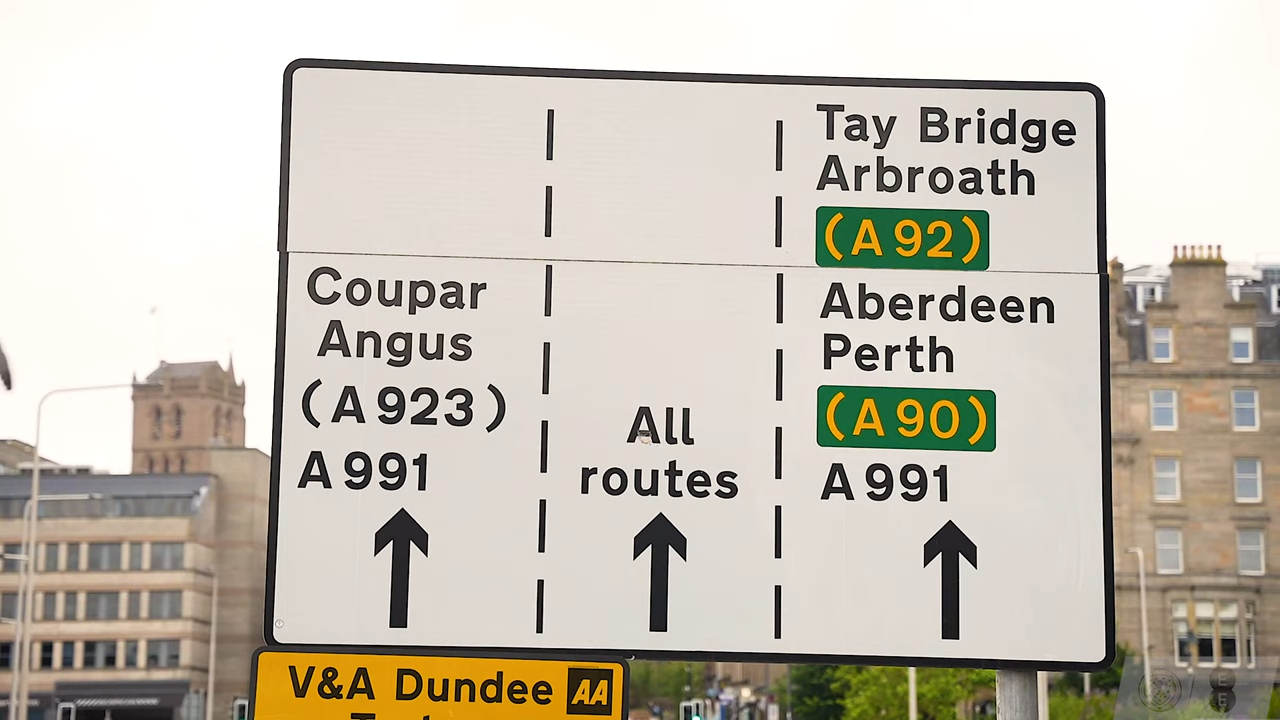 Coupar
Angus
(A 923)
A 991
All
routes
Tay Bridge
Arbroath
(A 92)
Aberdeen
Perth
(A 90)
A 991
V&A Dundee AA